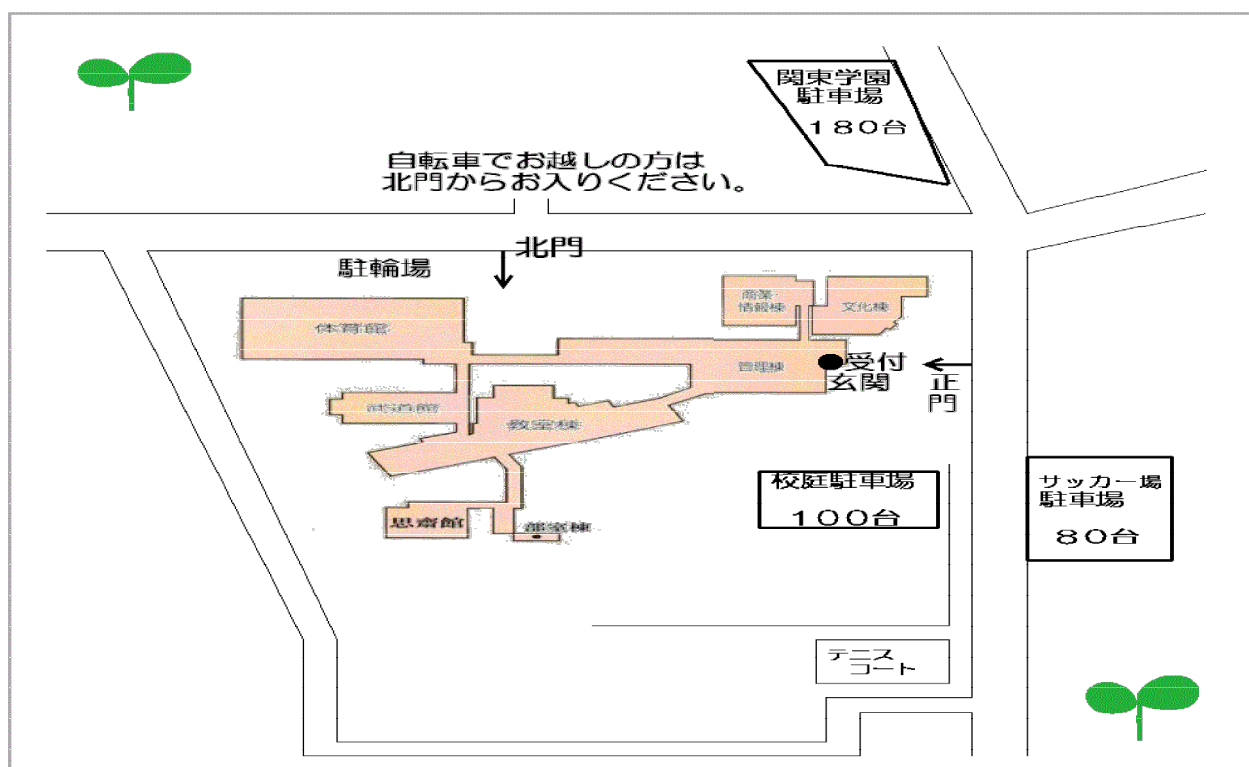 関東学園
駐車場
180台
自転車でお越しの方は
北門からお入りください。
北門
駐輪場
商業
情報棟
文化棟
体育館
管理棟
受付
玄関
正門
武道館
教室棟
校庭駐車場
100台
サッカー場
駐車場
80台
思齋館
部室棟
テニス
コート